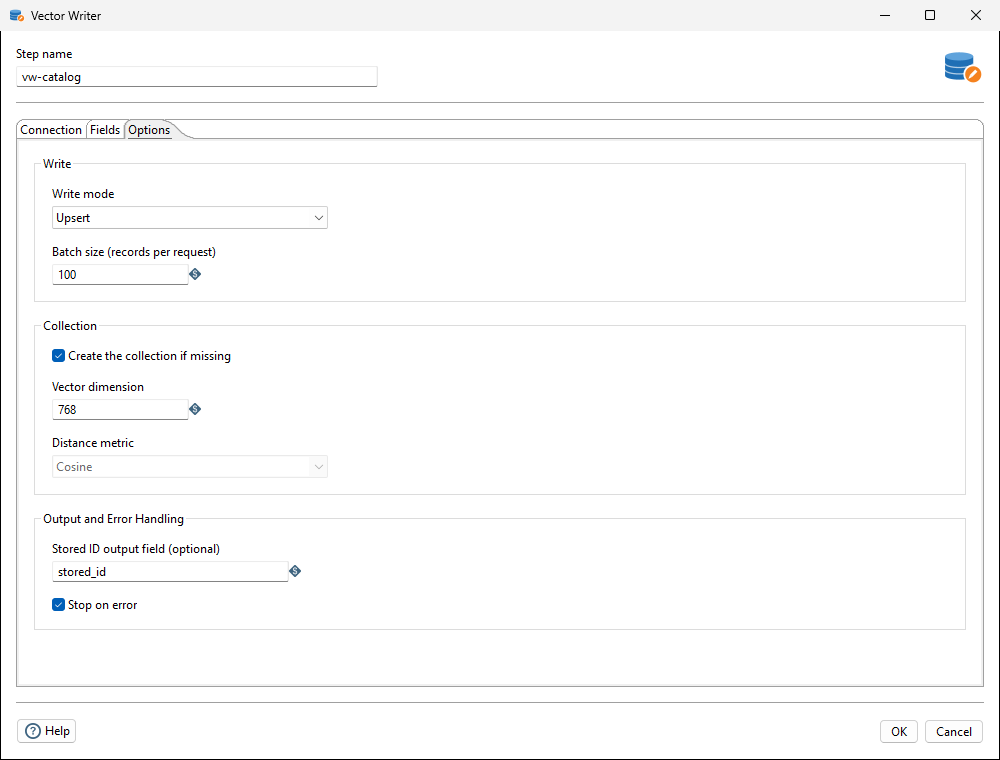 Vector Writer
Step name
vw-catalog
Connection Fields Options
Write
Write mode
Upsert
Batch size (records per request)
100
Collection
Create the collection if missing
Vector dimension
768
Distance metric
Cosine
Output and Error Handling
Stored ID output field (optional)
stored_id
Stop on error
Help OK Cancel